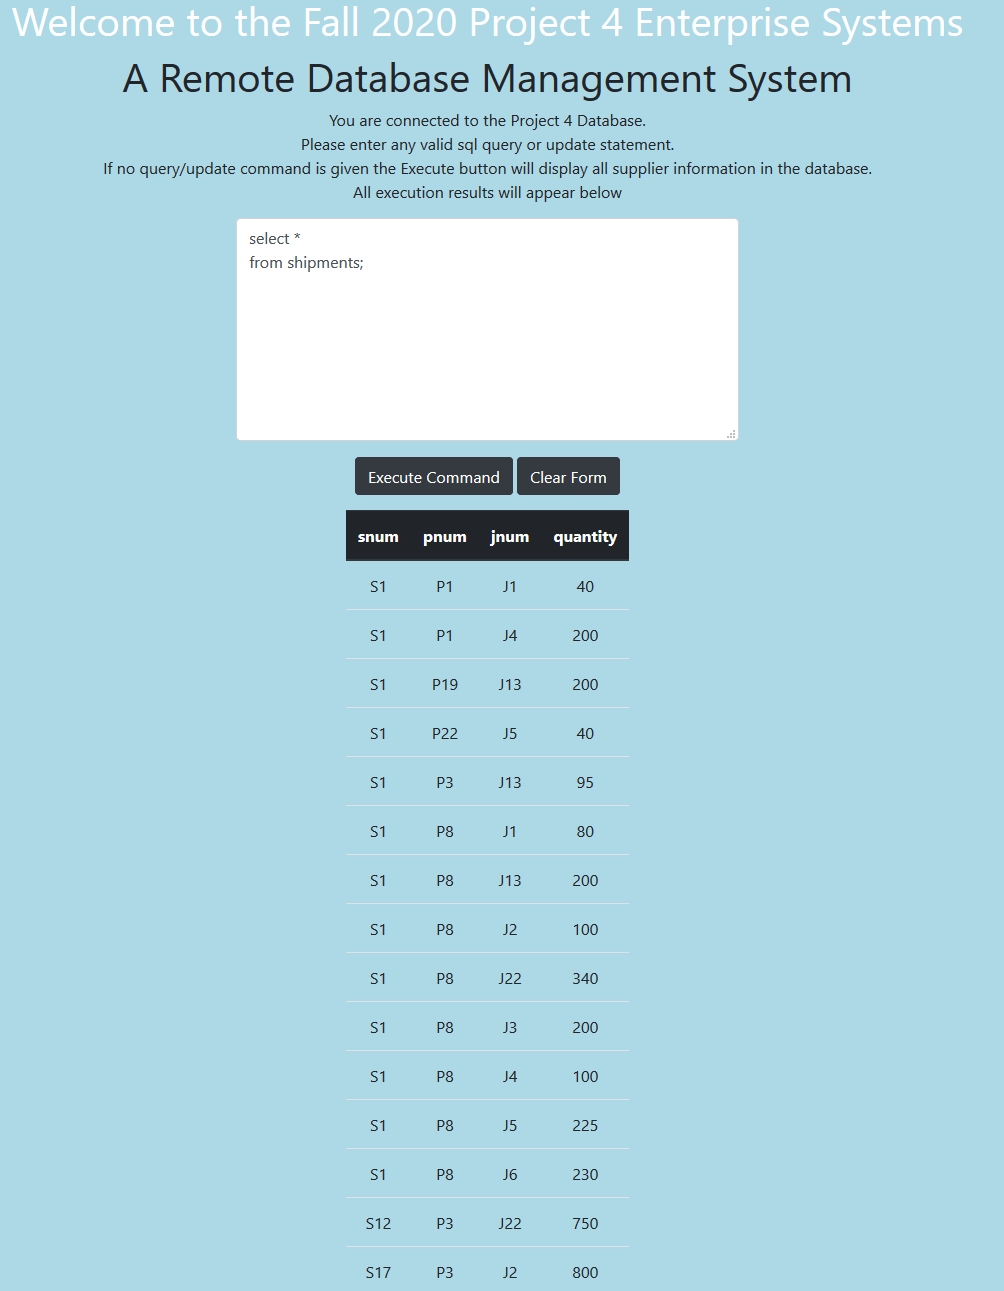 Welcome to the Fall 2020 Project 4 Enterprise Systems
A Remote Database Management System
You are connected to the Project 4 Database.
Please enter any valid sql query or update statement.
If no query/update command is given the Execute button will display all supplier information in the database.
All execution results will appear below
select *
from shipments;
Execute Command Clear Form
snum pnum jnum quantity
S1 P1 J1 40
S1 P1 J4 200
S1 P19 J13 200
S1 P22 J5 40
S1 P3 J13 95
S1 P8 J1 80
S1 P8 J13 200
S1 P8 J2 100
S1 P8 J22 340
S1 P8 J3 200
S1 P8 J4 100
S1 P8 J5 225
S1 P8 J6 230
S12 P3 J22 750
S17 P3 J2 800